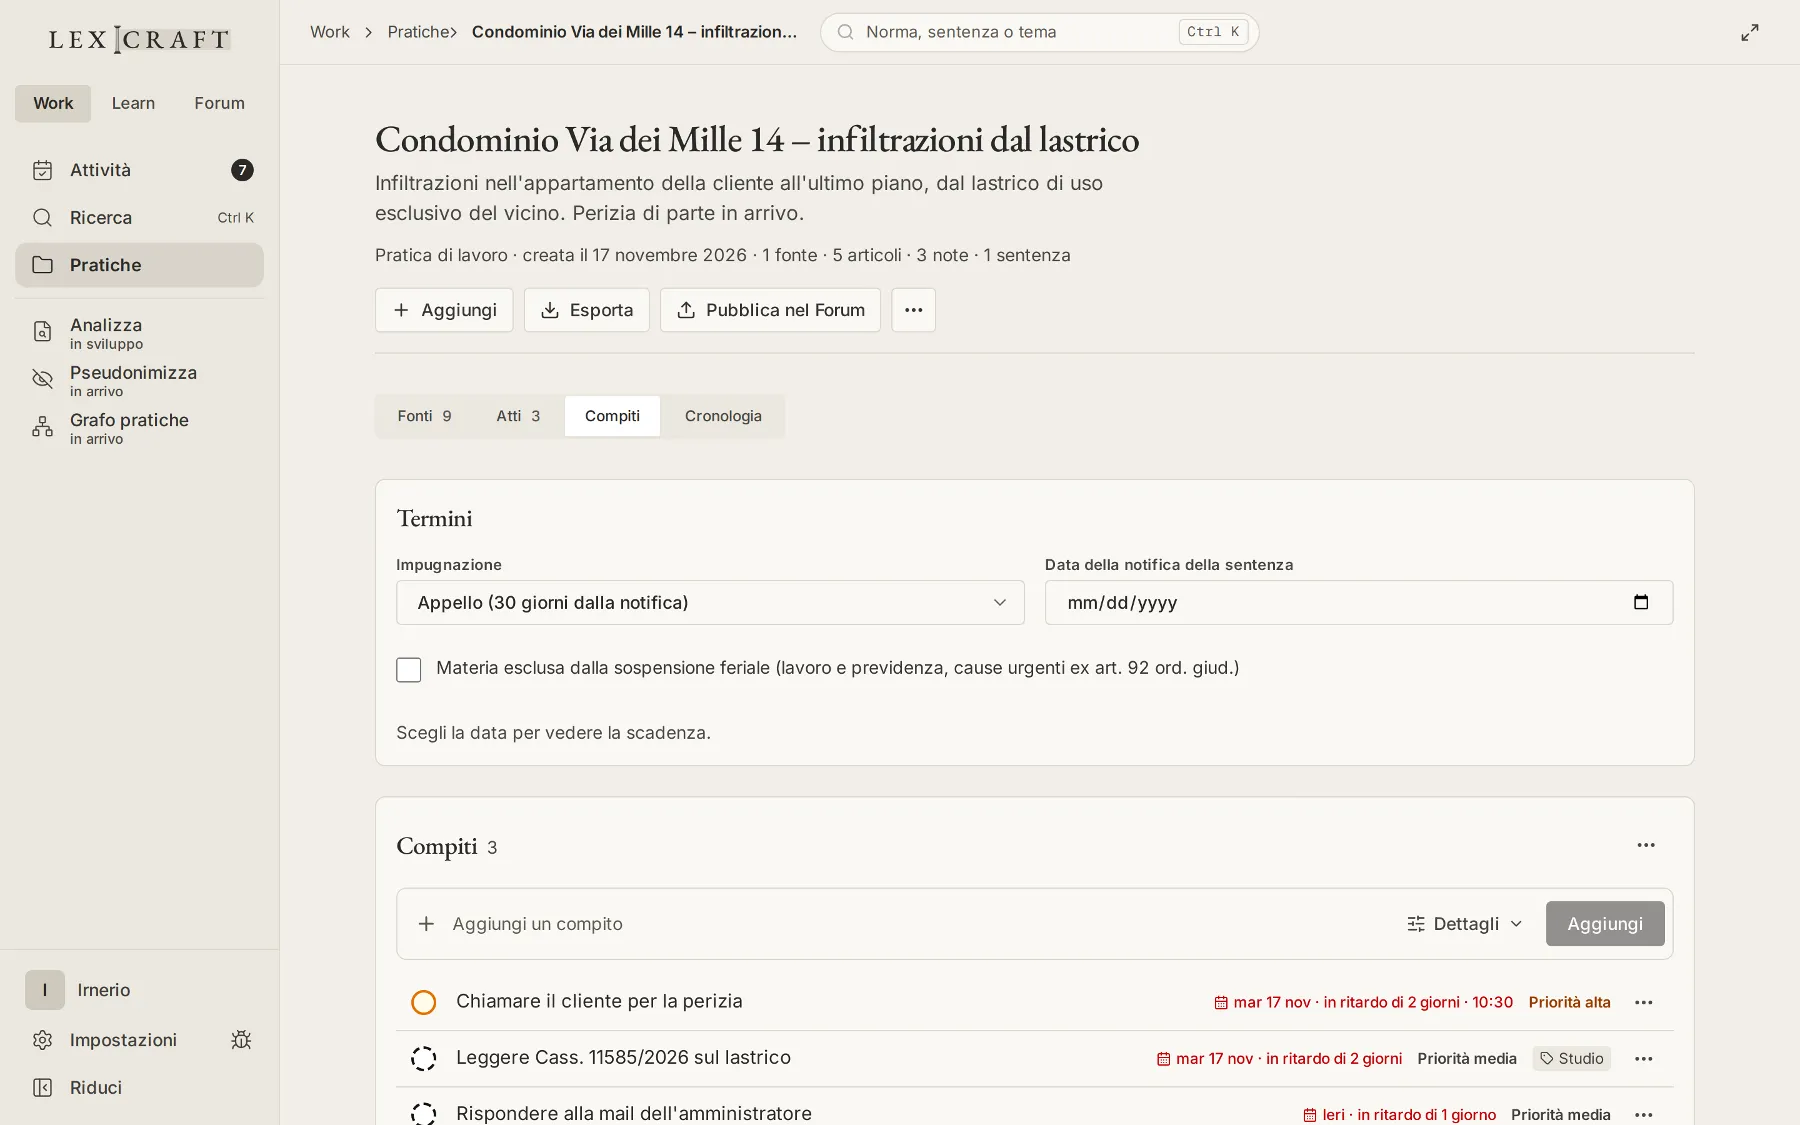 LEX CRAFT
Work
Learn
Forum
Attività
7
Ricerca
Ctrl K
Pratiche
Analizza
in sviluppo
Pseudonimizza
in arrivo
Grafo pratiche
in arrivo
I
Irnerio
Impostazioni
Riduci
Work > Pratiche > Condominio Via dei Mille 14 – infiltrazion...
Norma, sentenza o tema
Ctrl K
Condominio Via dei Mille 14 – infiltrazioni dal lastrico
Infiltrazioni nell'appartamento della cliente all'ultimo piano, dal lastrico di uso
esclusivo del vicino. Perizia di parte in arrivo.
Pratica di lavoro · creata il 17 novembre 2026 · 1 fonte · 5 articoli · 3 note · 1 sentenza
Aggiungi
Esporta
Pubblica nel Forum
Fonti 9
Atti 3
Compiti
Cronologia
Termini
Impugnazione
Data della notifica della sentenza
Appello (30 giorni dalla notifica)
mm/dd/yyyy
Materia esclusa dalla sospensione feriale (lavoro e previdenza, cause urgenti ex art. 92 ord. giud.)
Scegli la data per vedere la scadenza.
Compiti 3
Aggiungi un compito
Dettagli
Aggiungi
Chiamare il cliente per la perizia
mar 17 nov · in ritardo di 2 giorni · 10:30
Priorità alta
Leggere Cass. 11585/2026 sul lastrico
mar 17 nov · in ritardo di 2 giorni
Priorità media
Studio
Rispondere alla mail dell'amministratore
Ieri · in ritardo di 1 giorno
Priorità media